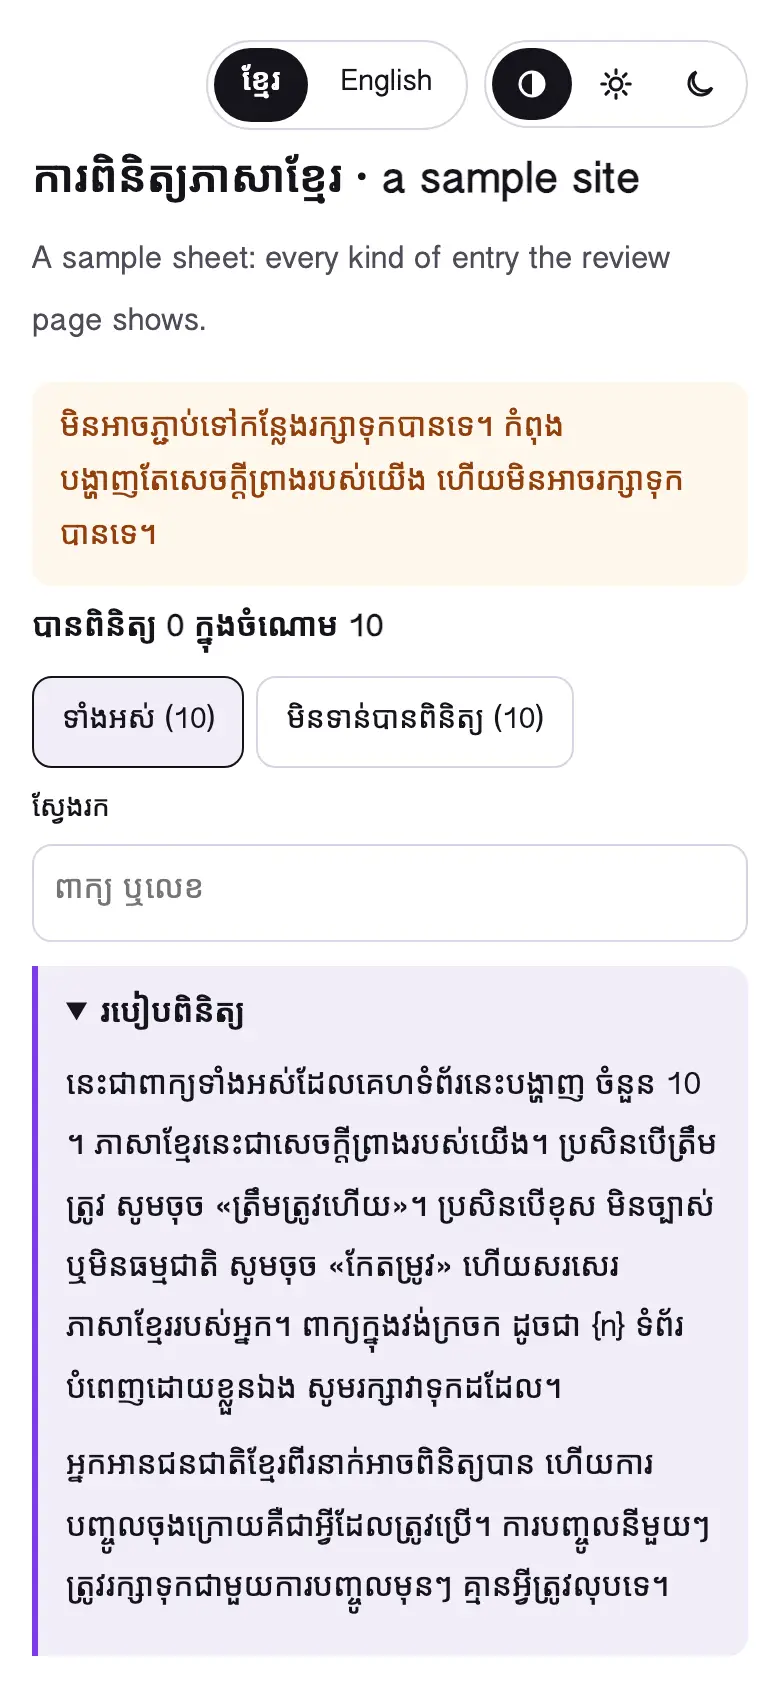 ខ្មែរ English
ការពិនិត្យភាសាខ្មែរ · a sample site
A sample sheet: every kind of entry the review
page shows.
មិនអាចភ្ជាប់ទៅកន្លែងរក្សាទុកបានទេ។ កំពុង
បង្ហាញតែសេចក្តីព្រាងរបស់យើង ហើយមិនអាចរក្សាទុក
បានទេ។
បានពិនិត្យ 0 ក្នុងចំណោម 10
ទាំងអស់ (10) មិនទាន់បានពិនិត្យ (10)
ស្វែងរក
ពាក្យ ឬលេខ
▼ របៀបពិនិត្យ
នេះជាពាក្យទាំងអស់ដែលគេហទំព័រនេះបង្ហាញ ចំនួន 10
។ ភាសាខ្មែរនេះជាសេចក្តីព្រាងរបស់យើង។ ប្រសិនបើត្រឹម
ត្រូវ សូមចុច «ត្រឹមត្រូវហើយ»។ ប្រសិនបើខុស មិនច្បាស់
ឬមិនធម្មជាតិ សូមចុច «កែតម្រូវ» ហើយសរសេរ
ភាសាខ្មែររបស់អ្នក។ ពាក្យក្នុងវង់ក្រចក ដូចជា {n} ទំព័រ
បំពេញដោយខ្លួនឯង សូមរក្សាវាទុកដដែល។
អ្នកអានជនជាតិខ្មែរពីរនាក់អាចពិនិត្យបាន ហើយការ
បញ្ចូលចុងក្រោយគឺជាអ្វីដែលត្រូវប្រើ។ ការបញ្ចូលនីមួយៗ
ត្រូវរក្សាទុកជាមួយការបញ្ចូលមុនៗ គ្មានអ្វីត្រូវលុបទេ។